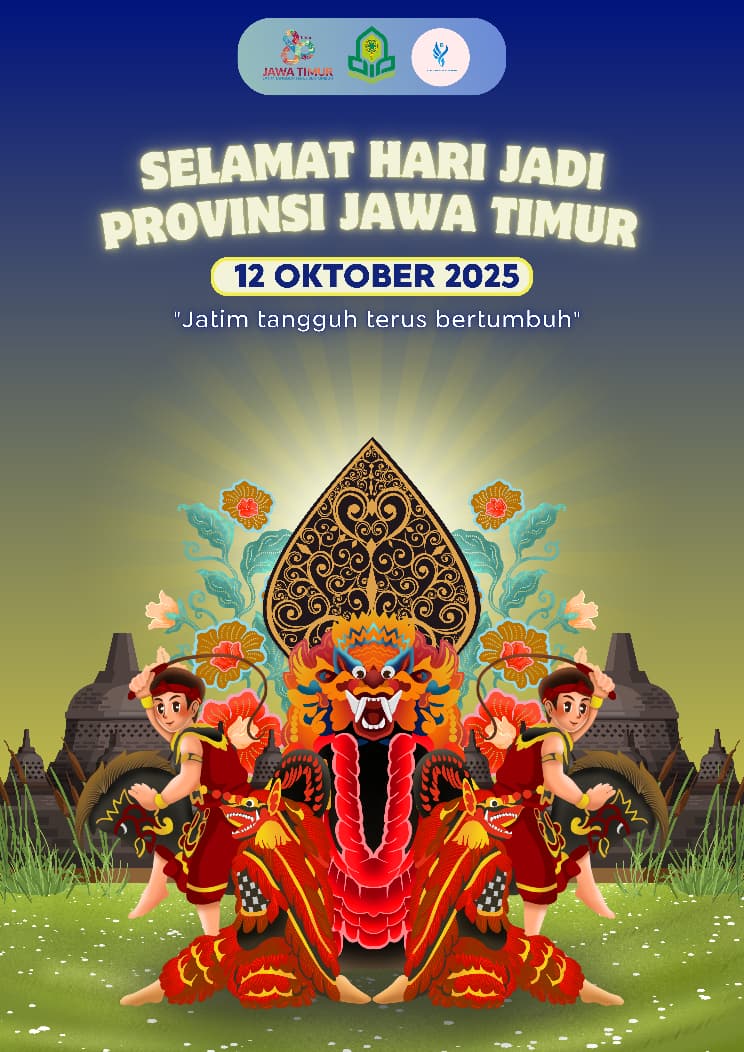 JAWA TIMUR
SELAMAT HARI JADI
PROVINSI JAWA TIMUR
12 OKTOBER 2025
"Jatim tangguh terus bertumbuh"